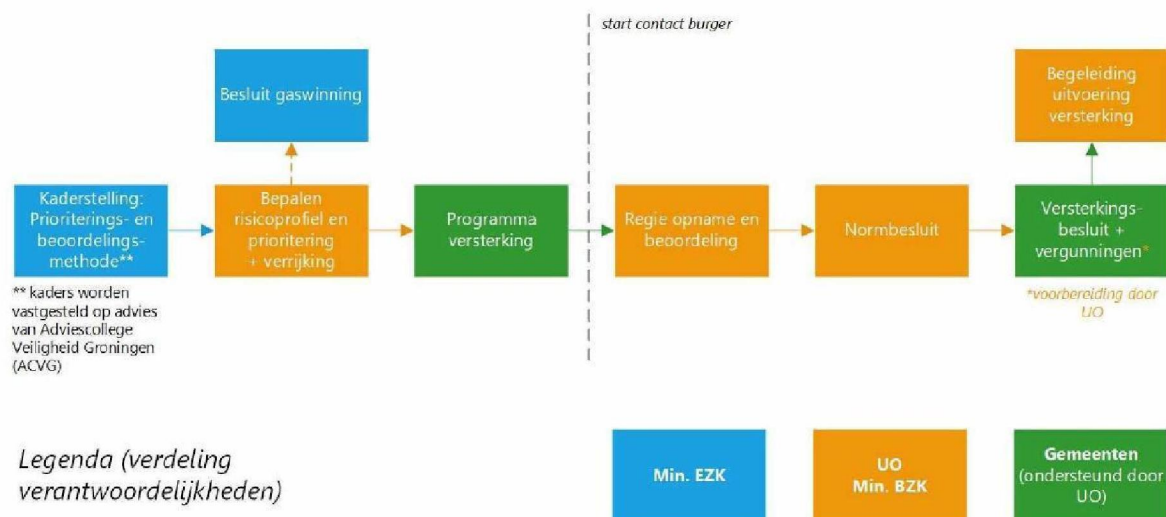 start contact burger
Besluit gaswinning
Begeleiding
uitvoering
versterking
Kaderstelling:
Prioriterings- en
beoordelings-
methode**
Bepalen
risicoprofiel en
prioritering
+ verrijking
Programma
versterking
Regie opname en
beoordeling
Normbesluit
Versterkings-
besluit +
vergunningen*
** kaders worden
vastgesteld op advies
van Adviescollege
Veiligheid Groningen
(ACVG)
*voorbereiding door
UO
Legenda (verdeling
verantwoordelijkheden)
Min. EZK
UO
Min. BZK
Gemeenten
(ondersteund door
UO)